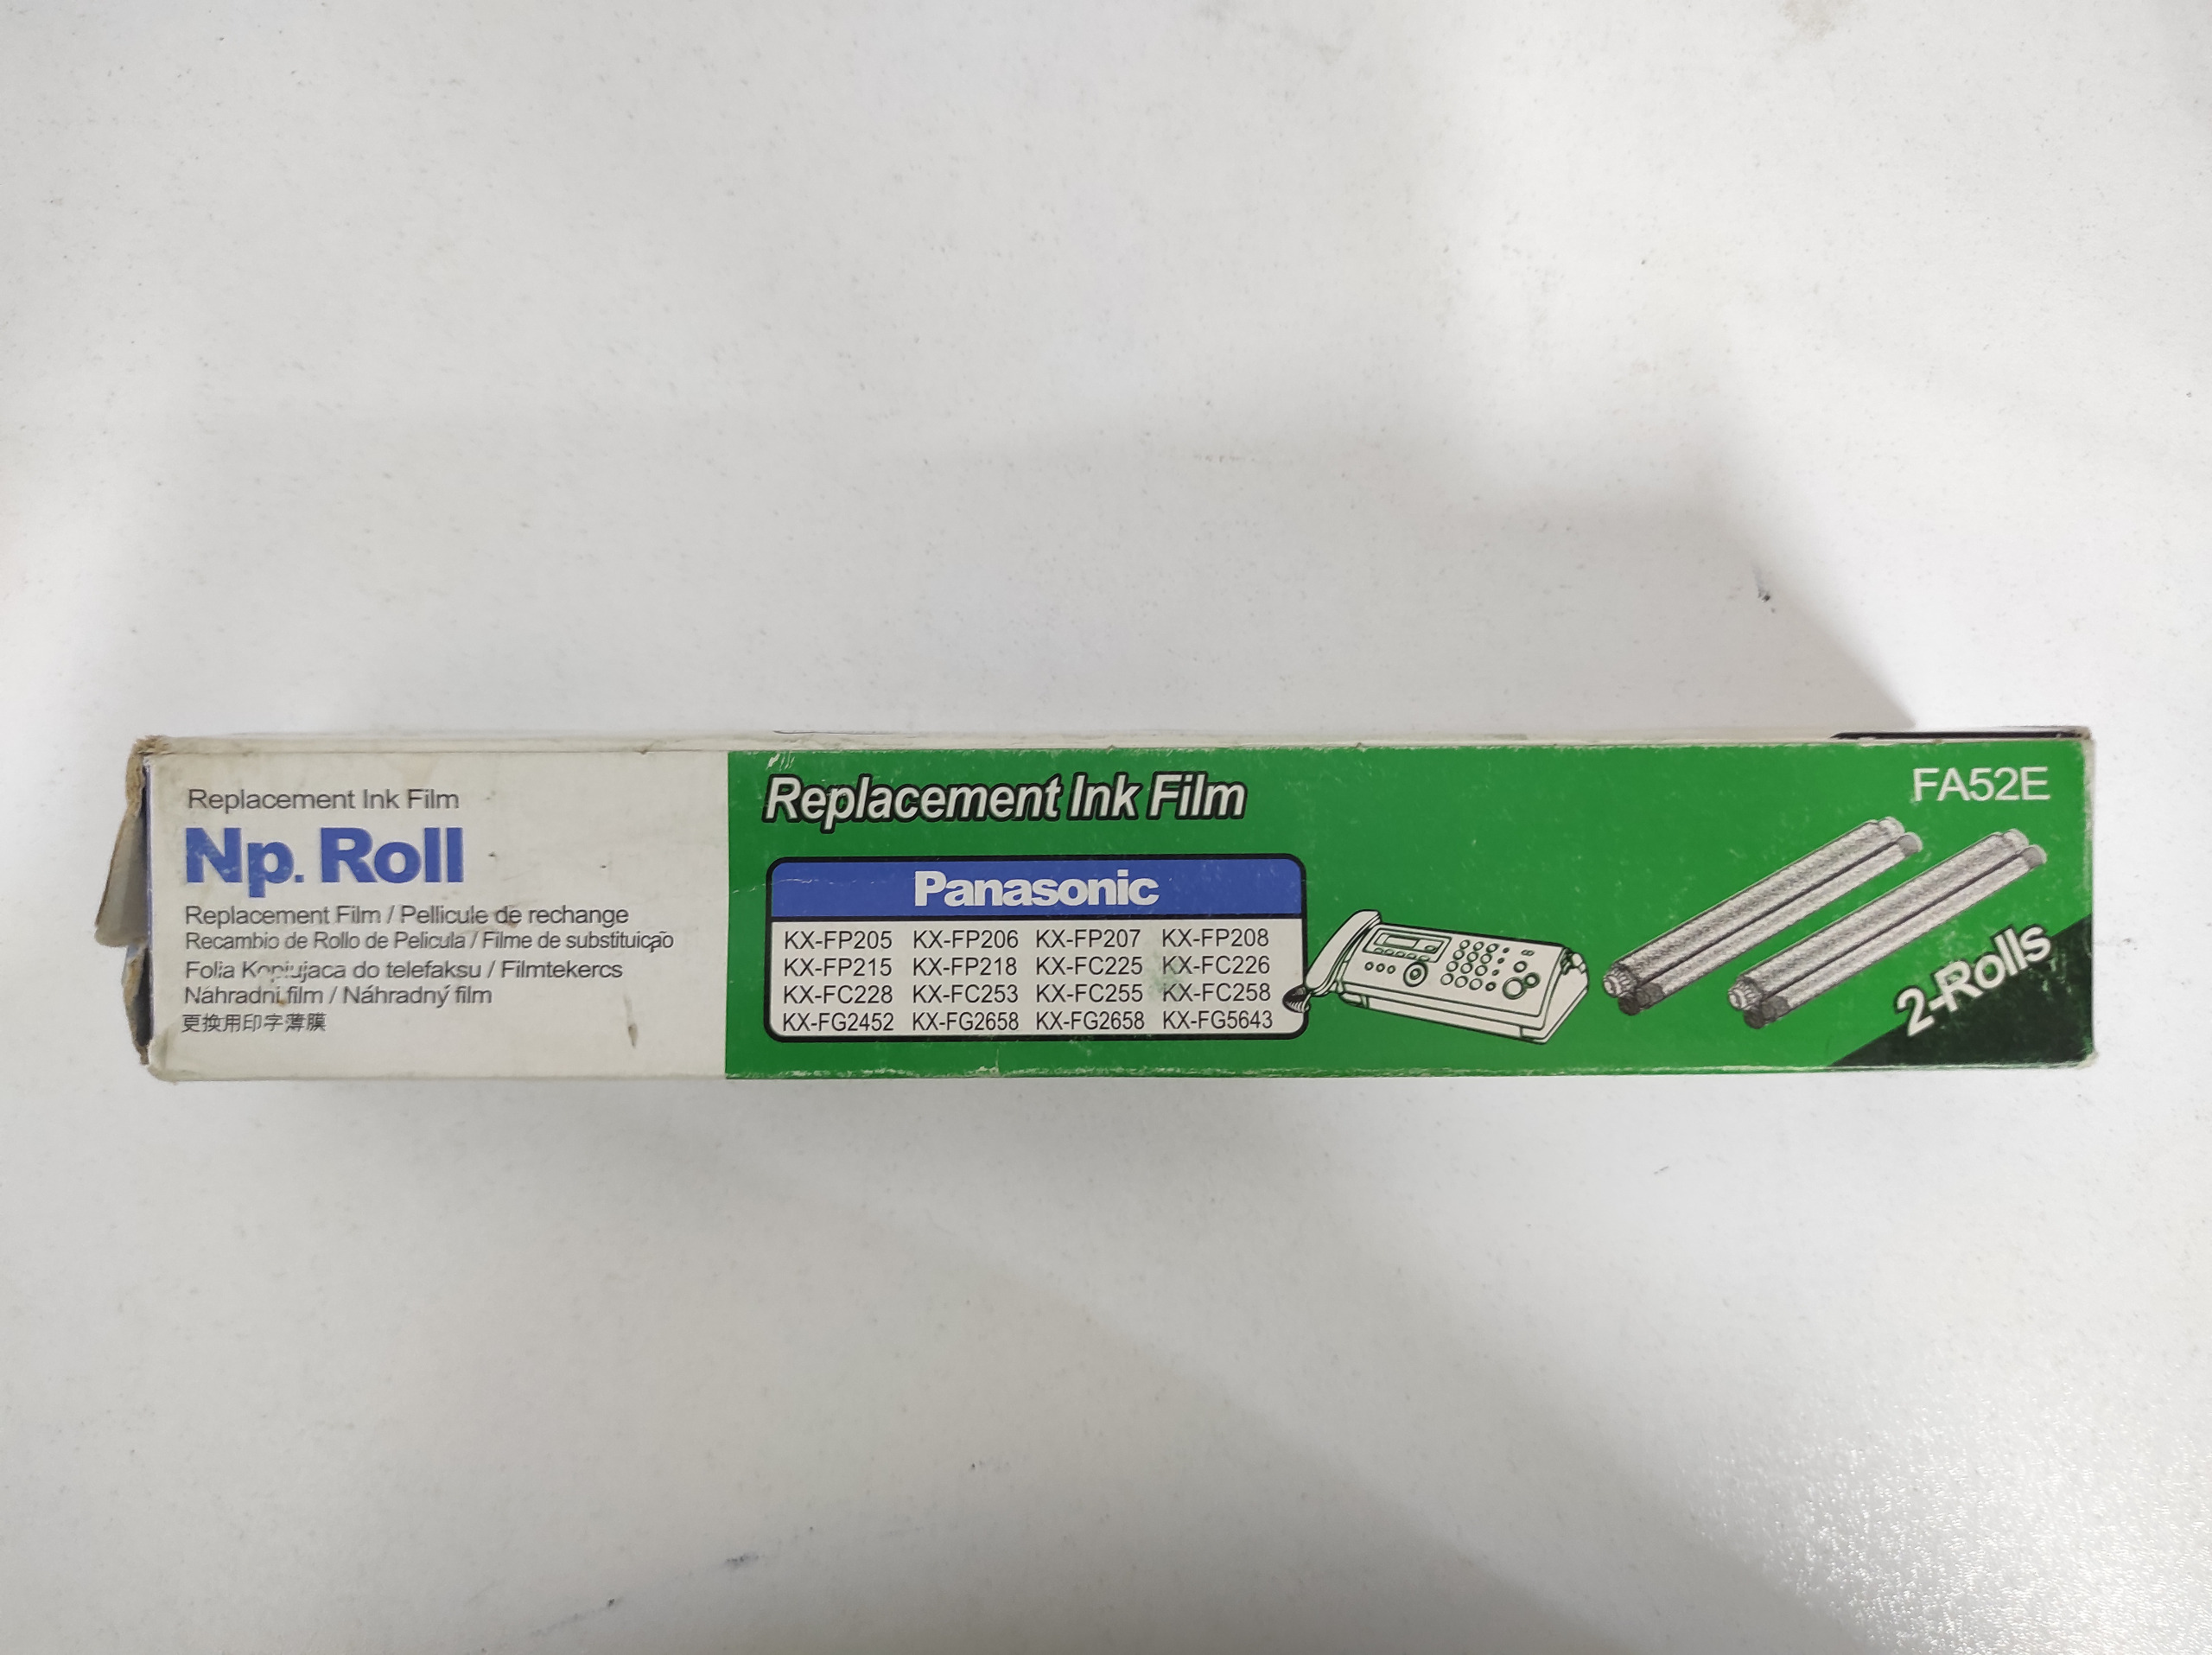 Replacement Ink Film
Np. Roll
Replacement Film / Pellicule de rechange
Recambio de Rollo de Pelicula / Filme de substituição
Folia Kopiujaca do telefaksu / Filmtekercs
Náhradni film / Náhradný film
更換用印字薄膜
Replacement Ink Film
Panasonic
KX-FP205 KX-FP206 KX-FP207 KX-FP208
KX-FP215 KX-FP218 KX-FC225 KX-FC226
KX-FC228 KX-FC253 KX-FC255 KX-FC258
KX-FG2452 KX-FG2658 KX-FG2658 KX-FG5643
FA52E
2-Rolls